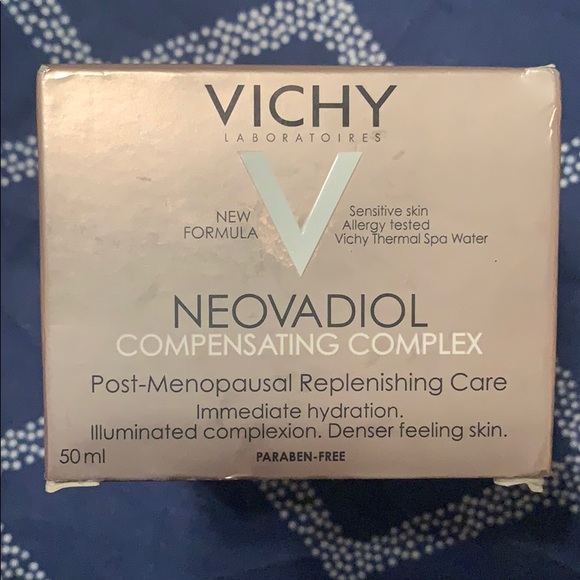 VICHY
LABORATOIRES
V
NEW
FORMULA
Sensitive skin
Allergy tested
Vichy Thermal Spa Water
NEOVADIOL
COMPENSATING COMPLEX
Post-Menopausal Replenishing Care
Immediate hydration.
Illuminated complexion. Denser feeling skin.
50 ml
PARABEN-FREE